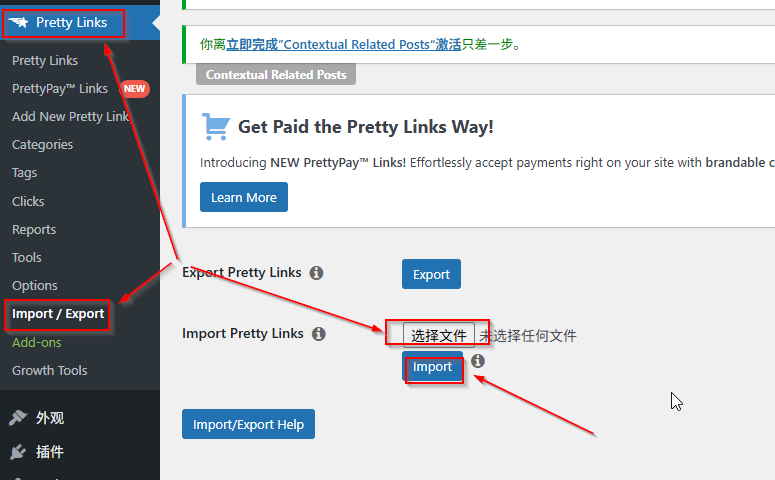 Pretty Links
Pretty Links
PrettyPay™ Links NEW
Add New Pretty Link
Categories
Tags
Clicks
Reports
Tools
Options
Import / Export
Add-ons
Growth Tools
外观
插件
你离立即完成“Contextual Related Posts”激活只差一步。
Contextual Related Posts
Get Paid the Pretty Links Way!
Introducing NEW PrettyPay™ Links! Effortlessly accept payments right on your site with brandable c
Learn More
Export Pretty Links
Export
Import Pretty Links
选择文件 未选择任何文件
Import
Import/Export Help